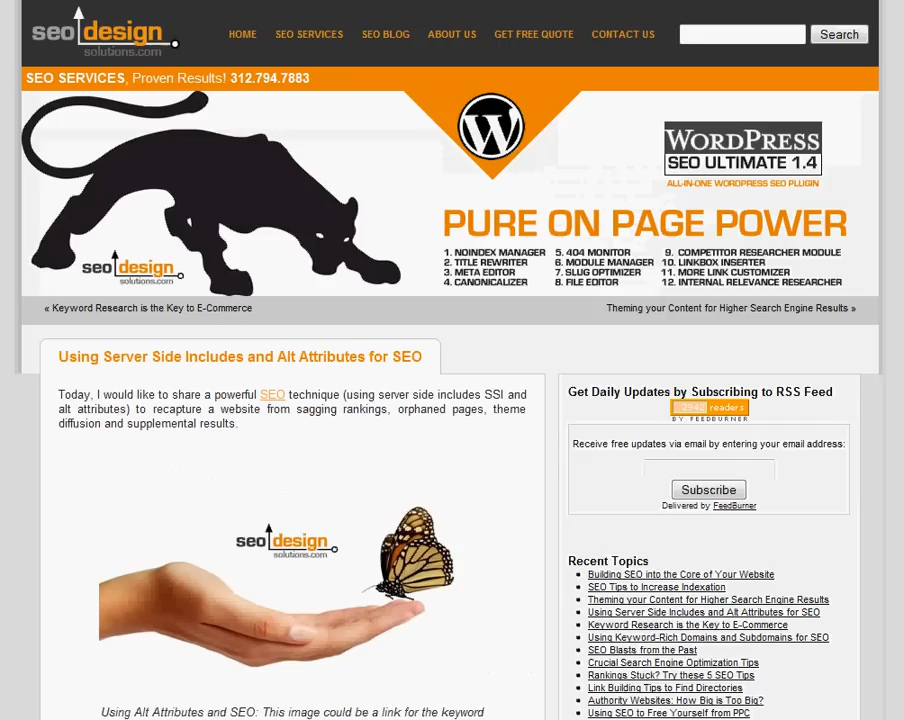 seo design
solutions.com
HOME SEO SERVICES SEO BLOG ABOUT US GET FREE QUOTE CONTACT US Search
SEO SERVICES, Proven Results! 312.794.7883
W
WORDPRESS
SEO ULTIMATE 1.4
ALL-IN-ONE WORDPRESS SEO PLUGIN
PURE ON PAGE POWER
1. NOINDEX MANAGER 5. 404 MONITOR 9. COMPETITOR RESEARCHER MODULE
2. TITLE REWRITER 6. MODULE MANAGER 10. LINKBOX INSERTER
3. META EDITOR 7. SLUG OPTIMIZER 11. MORE LINK CUSTOMIZER
4. CANONICALIZER 8. FILE EDITOR 12. INTERNAL RELEVANCE RESEARCHER
seo design
solutions.com
« Keyword Research is the Key to E-Commerce Theming your Content for Higher Search Engine Results »
Using Server Side Includes and Alt Attributes for SEO
Today, I would like to share a powerful SEO technique (using server side includes SSI and
alt attributes) to recapture a website from sagging rankings, orphaned pages, theme
diffusion and supplemental results.
seo design
solutions.com
Using Alt Attributes and SEO: This image could be a link for the keyword
Get Daily Updates by Subscribing to RSS Feed
2942 readers
BY FEEDBURNER
Receive free updates via email by entering your email address:
Subscribe
Delivered by FeedBurner
Recent Topics
Building SEO into the Core of Your Website
SEO Tips to Increase Indexation
Theming your Content for Higher Search Engine Results
Using Server Side Includes and Alt Attributes for SEO
Keyword Research is the Key to E-Commerce
Using Keyword-Rich Domains and Subdomains for SEO
SEO Blasts from the Past
Crucial Search Engine Optimization Tips
Rankings Stuck? Try these 5 SEO Tips
Link Building Tips to Find Directories
Authority Websites: How Big is Too Big?
Using SEO to Free Yourself from PPC